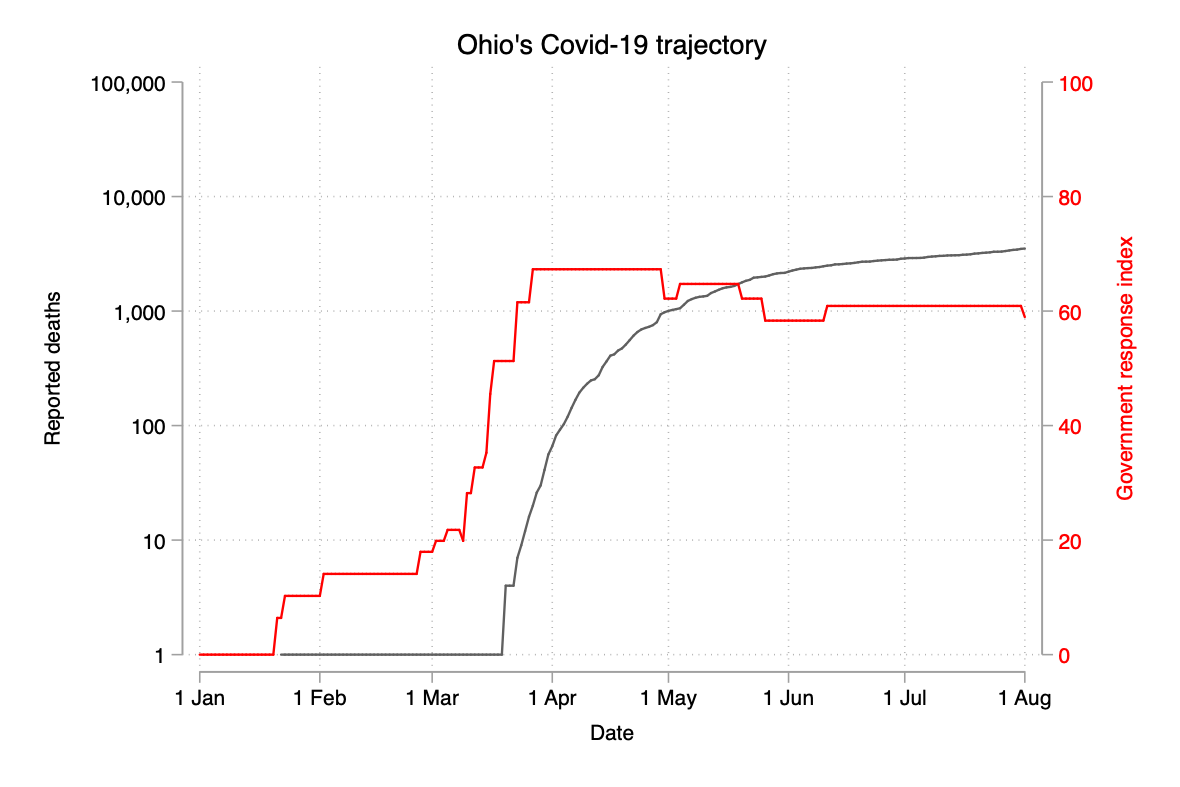 Ohio's Covid-19 trajectory
100,000
10,000
1,000
100
10
1
Reported deaths
100
80
60
40
20
0
Government response index
1 Jan
1 Feb
1 Mar
1 Apr
1 May
1 Jun
1 Jul
1 Aug
Date